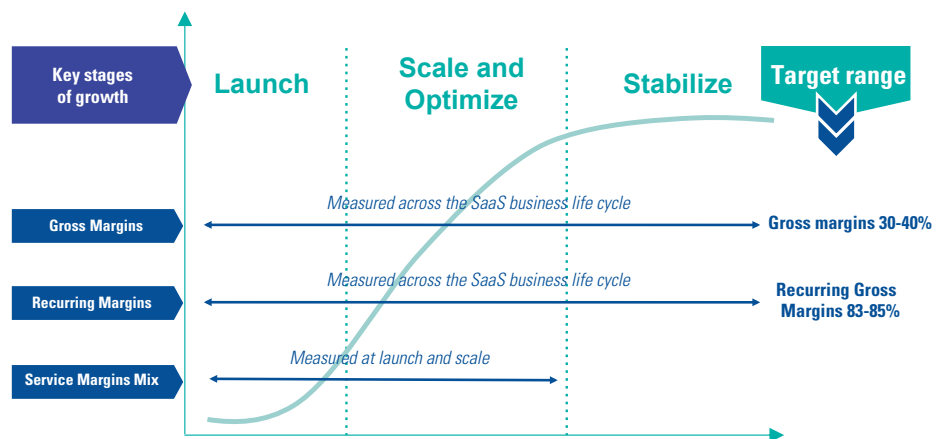 Key stages
of growth
Launch
Scale and
Optimize
Stabilize
Target range
Measured across the SaaS business life cycle
Gross Margins
Gross margins 30-40%
Measured across the SaaS business life cycle
Recurring Margins
Recurring Gross
Margins 83-85%
Measured at launch and scale
Service Margins Mix